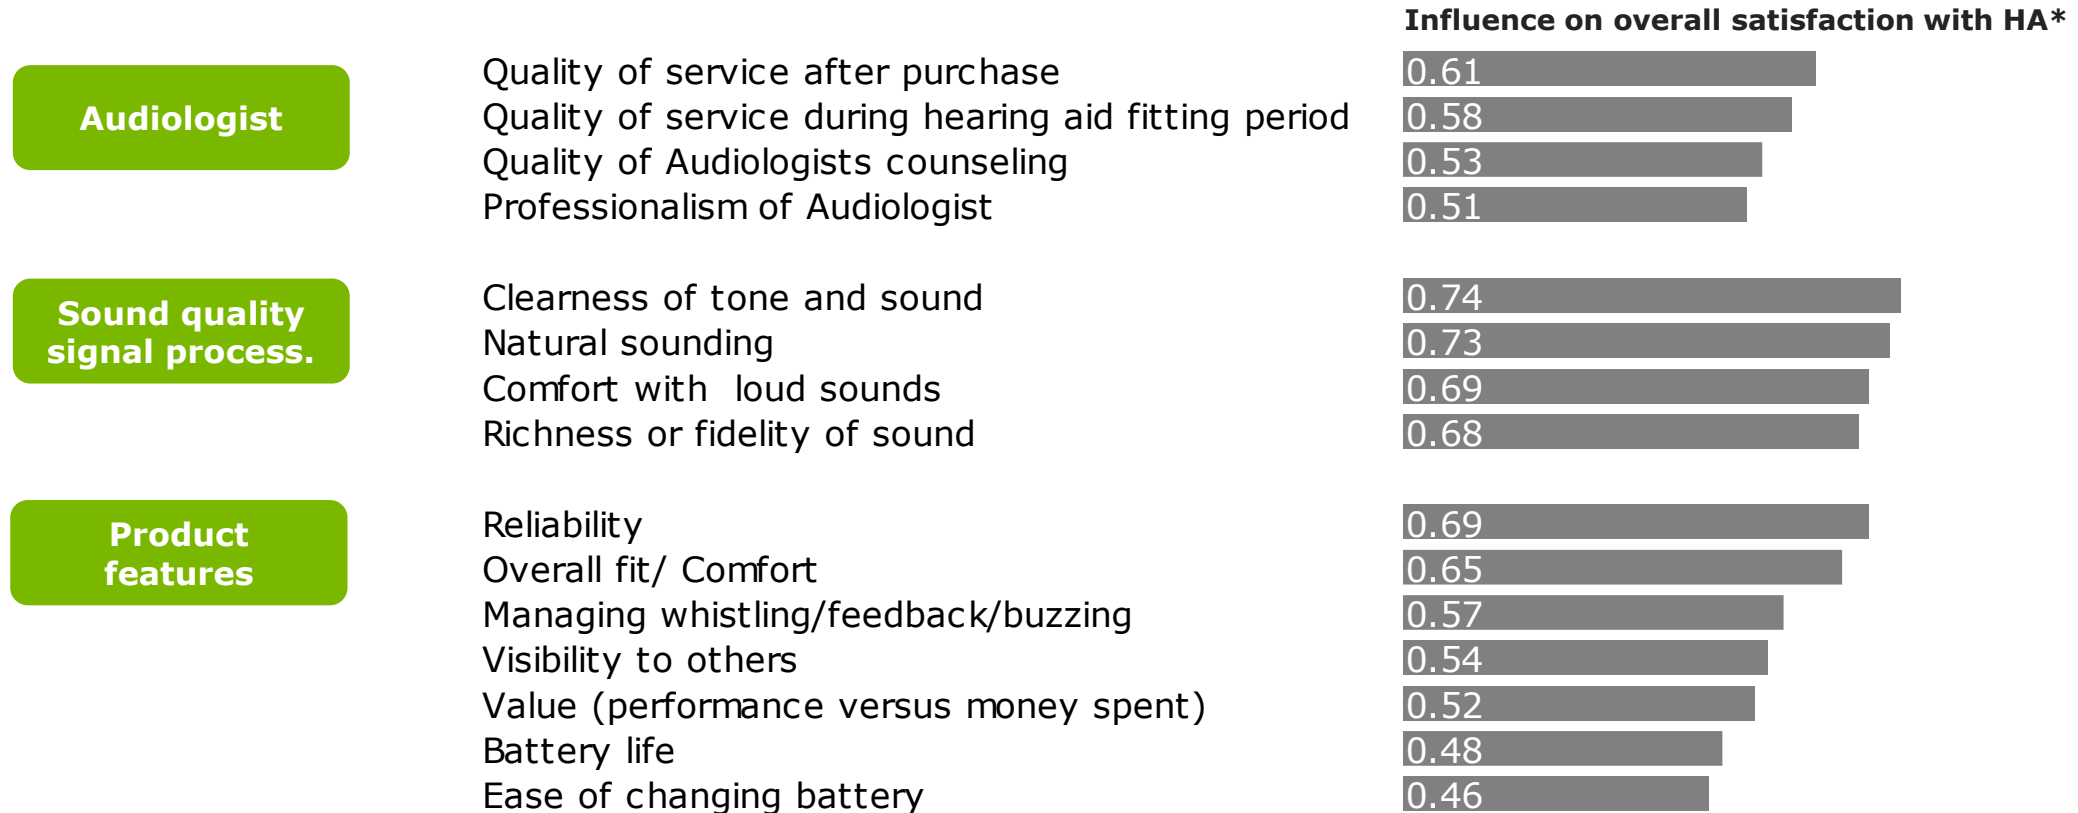 Influence on overall satisfaction with HA*
Audiologist
Quality of service after purchase 0.61
Quality of service during hearing aid fitting period 0.58
Quality of Audiologists counseling 0.53
Professionalism of Audiologist 0.51
Sound quality
signal process.
Clearness of tone and sound 0.74
Natural sounding 0.73
Comfort with  loud sounds 0.69
Richness or fidelity of sound 0.68
Product
features
Reliability 0.69
Overall fit/ Comfort 0.65
Managing whistling/feedback/buzzing 0.57
Visibility to others 0.54
Value (performance versus money spent) 0.52
Battery life 0.48
Ease of changing battery 0.46